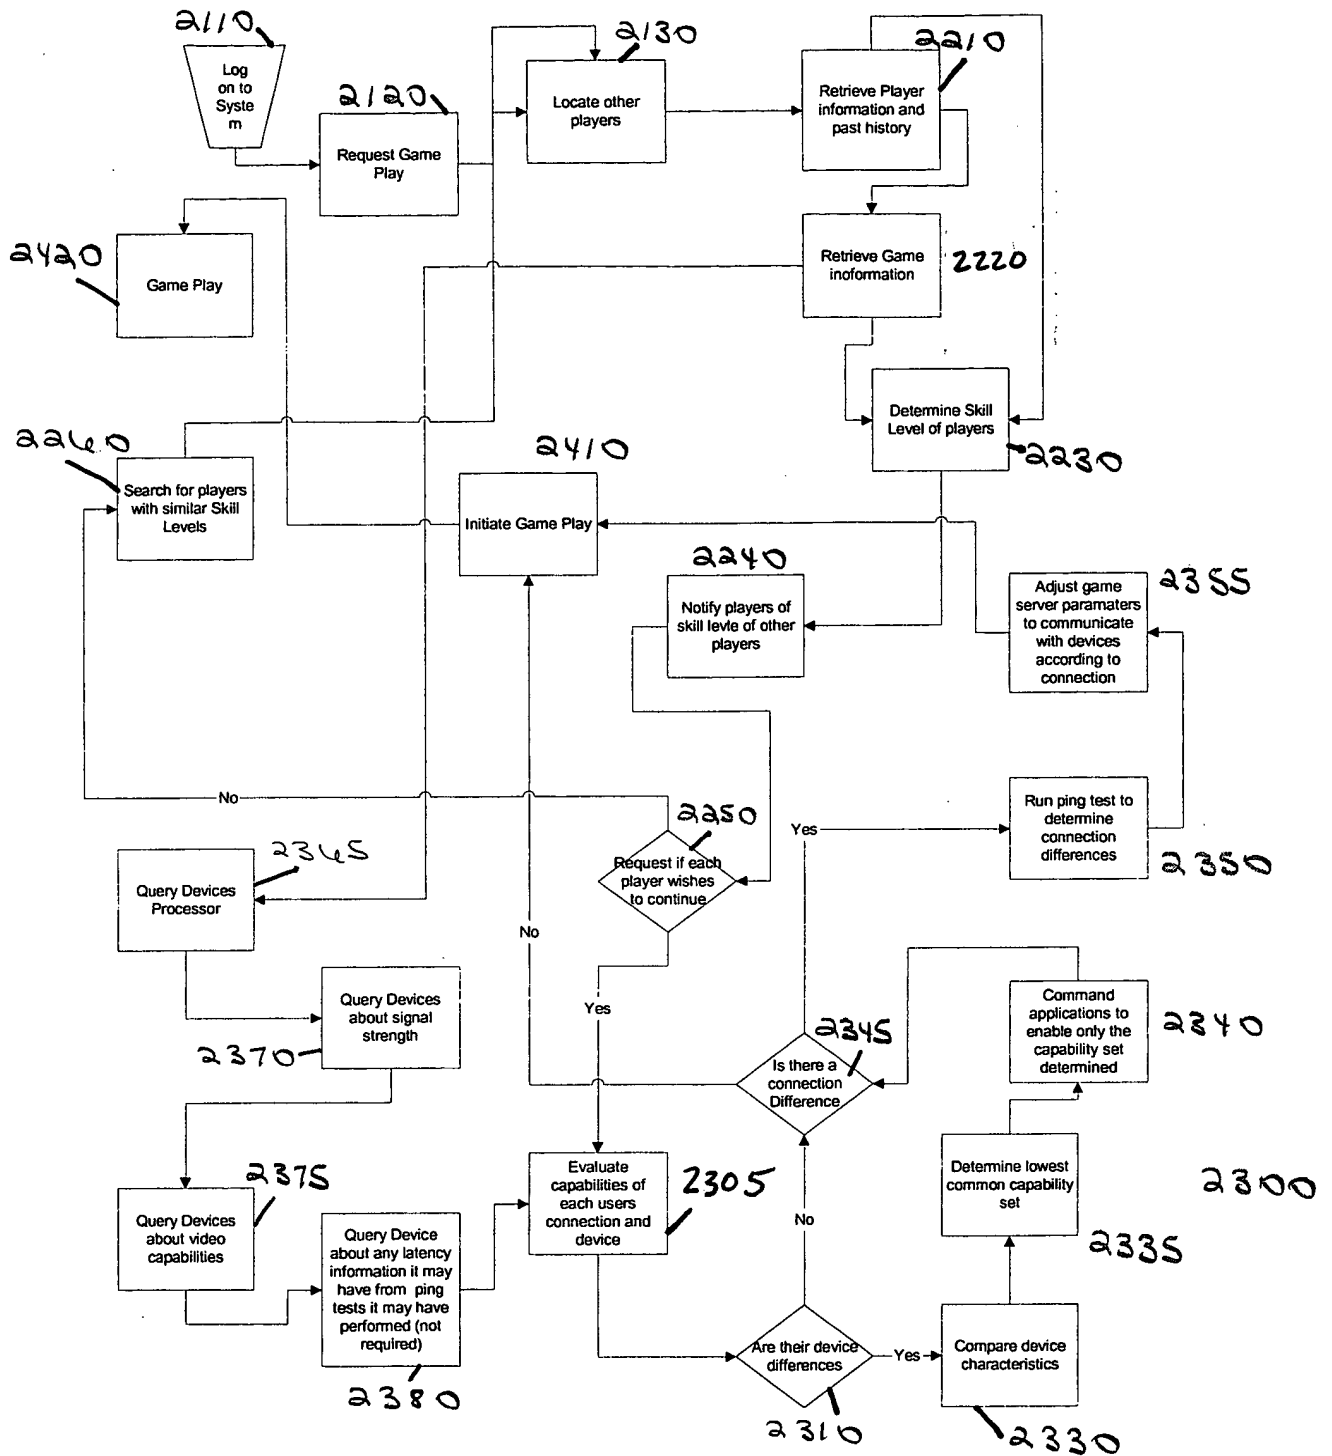 2110
Log
on to
Syste
m
2120
Request Game
Play
2130
Locate other
players
2210
Retrieve Player
information and
past history
2420
Game Play
Retrieve Game
inoformation
2220
Determine Skill
Level of players
2230
2260
Search for players
with similar Skill
Levels
2410
Initiate Game Play
2240
Notify players of
skill levle of other
players
Adjust game
server paramaters
to communicate
with devices
according to
connection
2355
No
2250
Request if each
player wishes
to continue
Yes
Run ping test to
determine
connection
differences
2350
2365
Query Devices
Processor
No
Query Devices
about signal
strength
2370
Yes
2345
Is there a
connection
Difference
Command
applications to
enable only the
capability set
determined
2340
2375
Query Devices
about video
capabilities
Query Device
about any latency
information it may
have from ping
tests it may have
performed (not
required)
2380
Evaluate
capabilities of
each users
connection and
device
2305
No
Determine lowest
common capability
set
2335
2300
Are their device
differences
2310
Yes
Compare device
characteristics
2330